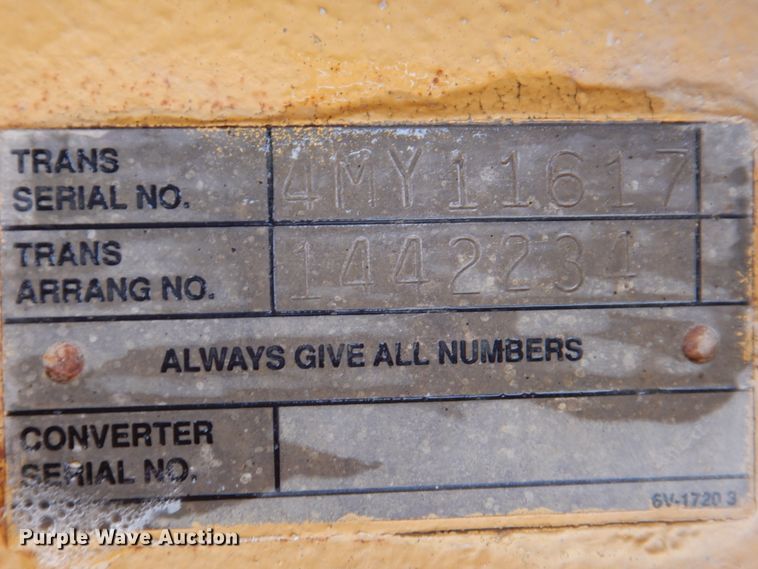 TRANS
SERIAL NO.
4MY11617
TRANS
ARRANG NO.
1442234
ALWAYS GIVE ALL NUMBERS
CONVERTER
SERIAL NO.
6V-1720 3
Purple Wave Auction